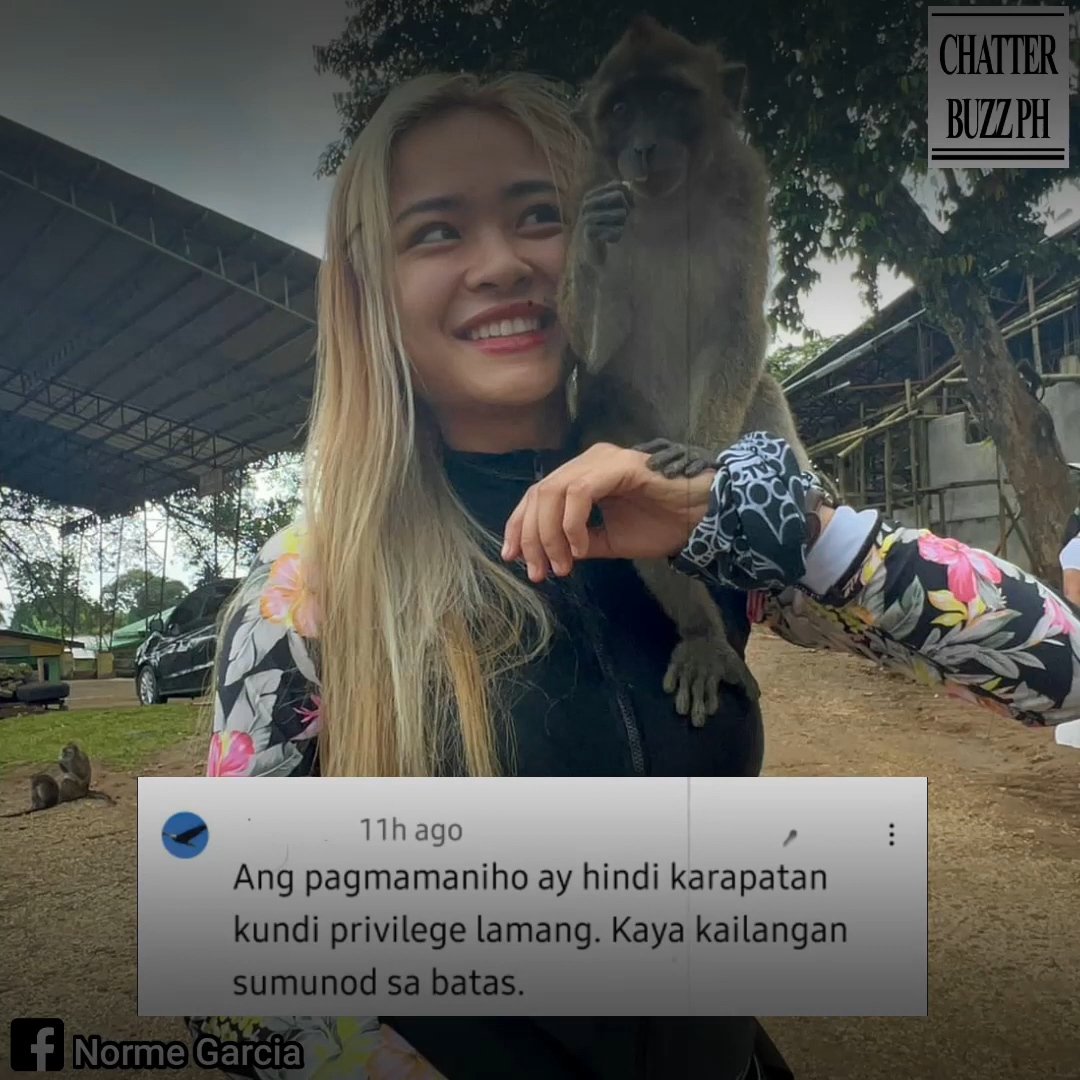 CHATTER
BUZZ PH
11h ago
Ang pagmamaniho ay hindi karapatan
kundi privilege lamang. Kaya kailangan
sumunod sa batas.
Norme Garcia